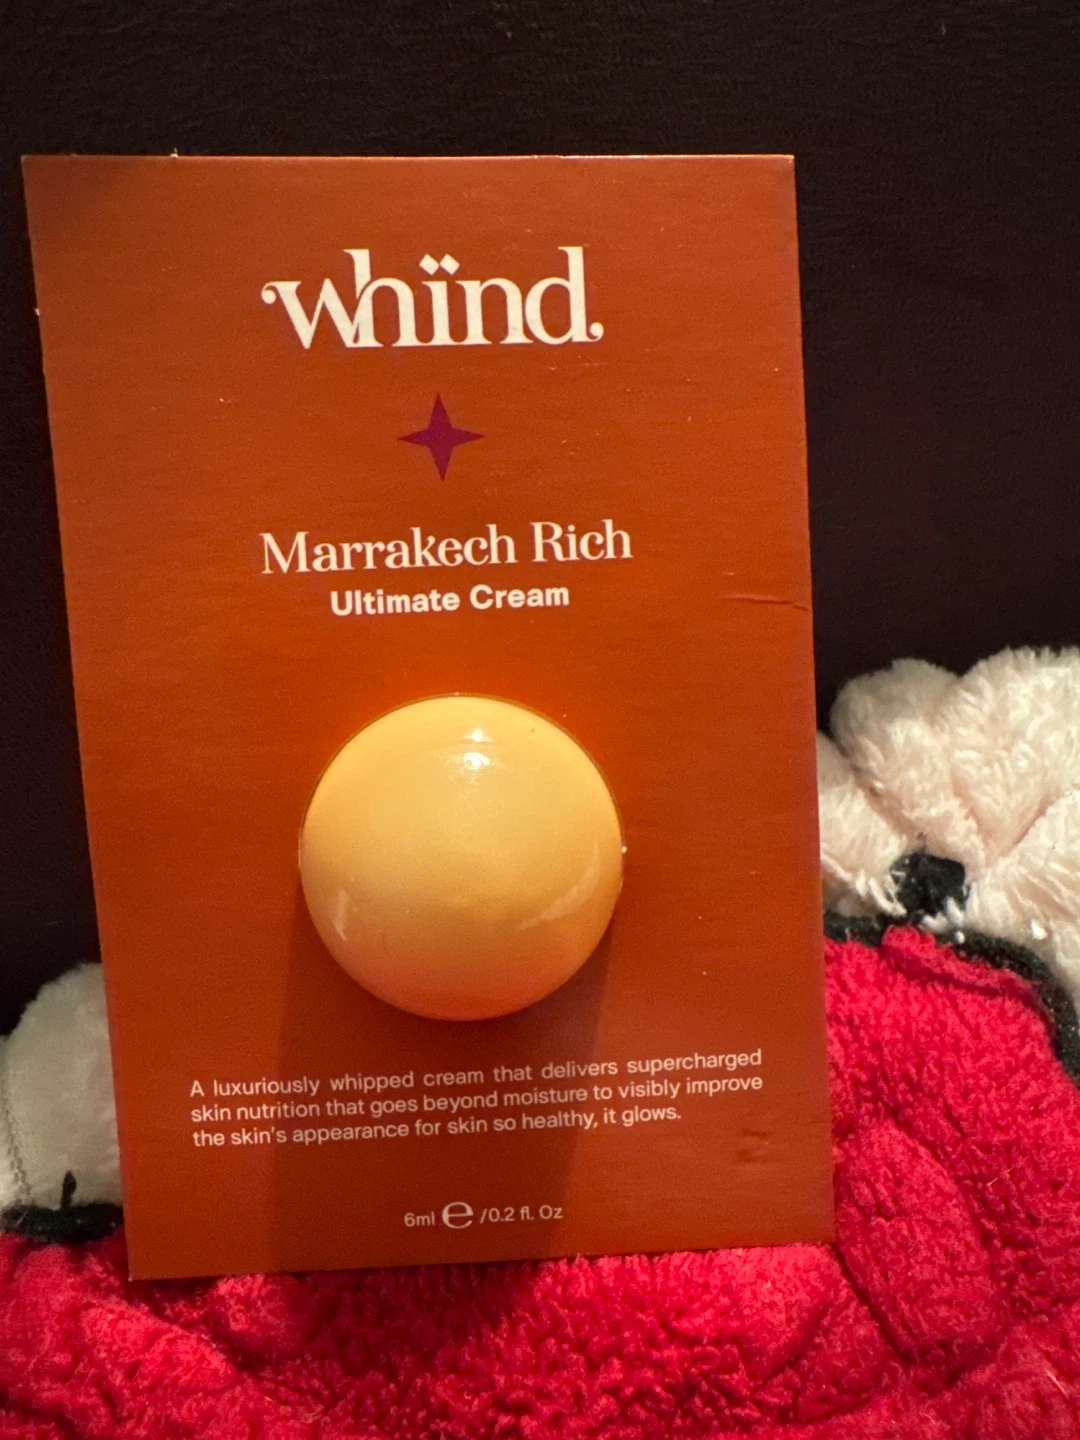 whïnd.
Marrakech Rich
Ultimate Cream
A luxuriously whipped cream that delivers supercharged
skin nutrition that goes beyond moisture to visibly improve
the skin's appearance for skin so healthy, it glows.
6ml ℮ /0.2 fl. Oz